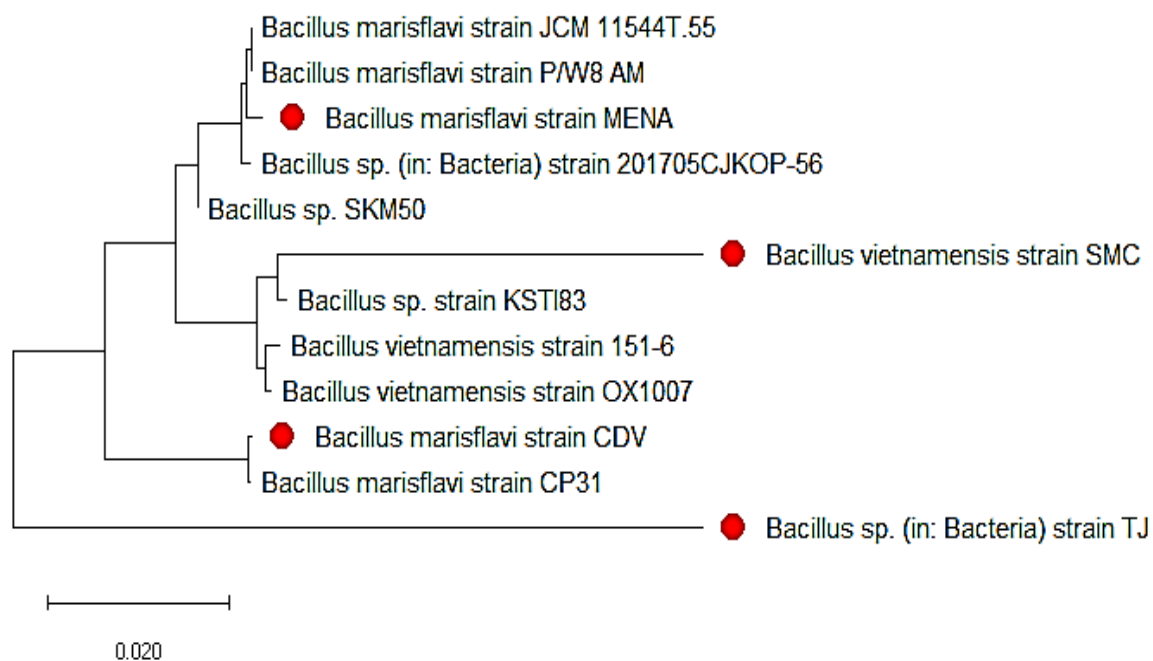 Bacillus marisflavi strain JCM 11544T.55
Bacillus marisflavi strain P/W8 AM
Bacillus marisflavi strain MENA
Bacillus sp. (in: Bacteria) strain 201705CJKOP-56
Bacillus sp. SKM50
Bacillus vietnamensis strain SMC
Bacillus sp. strain KSTI83
Bacillus vietnamensis strain 151-6
Bacillus vietnamensis strain OX1007
Bacillus marisflavi strain CDV
Bacillus marisflavi strain CP31
Bacillus sp. (in: Bacteria) strain TJ
0.020